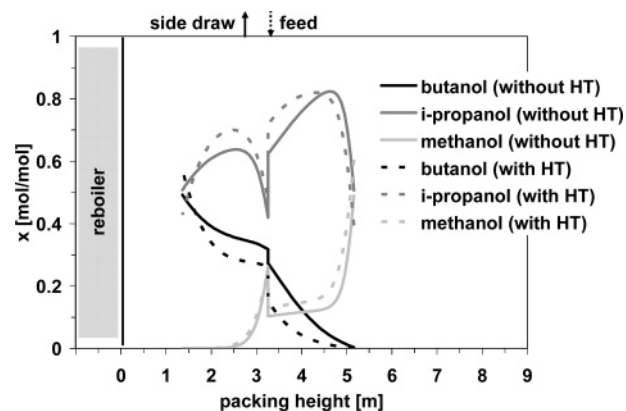 side draw feed
1
0.8
0.6
0.4
0.2
0
x [mol/mol]
reboiler
butanol (without HT)
i-propanol (without HT)
methanol (without HT)
butanol (with HT)
i-propanol (with HT)
methanol (with HT)
0 1 2 3 4 5 6 7 8 9
packing height [m]